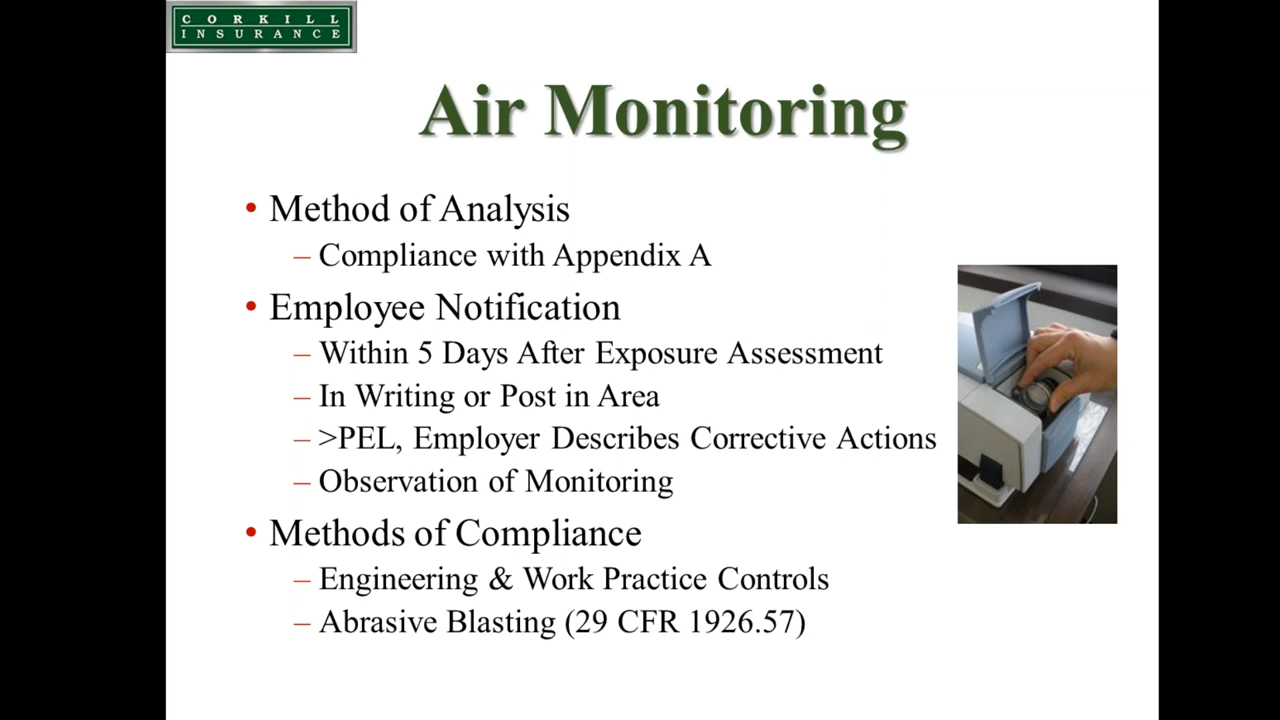 CORKILL
INSURANCE
Air Monitoring
• Method of Analysis
– Compliance with Appendix A
• Employee Notification
– Within 5 Days After Exposure Assessment
– In Writing or Post in Area
– >PEL, Employer Describes Corrective Actions
– Observation of Monitoring
• Methods of Compliance
– Engineering & Work Practice Controls
– Abrasive Blasting (29 CFR 1926.57)